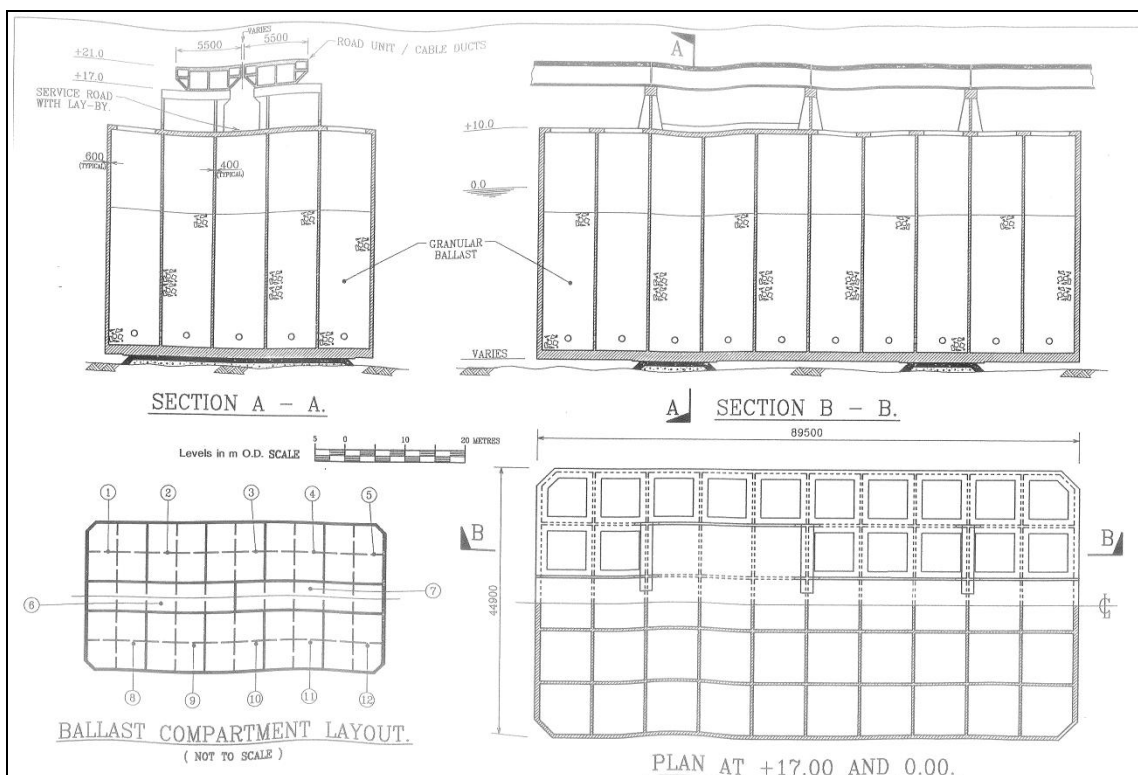 VARIES
5500
5500
ROAD UNIT / CABLE DUCTS
+21.0
+17.0
SERVICE ROAD
WITH LAY-BY.
600
(TYPICAL)
400
(TYPICAL)
GRANULAR
BALLAST
A
+10.0
0.0
VARIES
SECTION A - A.
A
SECTION B - B.
Levels in m O.D. SCALE
5 0 10 20 METRES
89500
44900
B
B
℄
1
2
3
4
5
6
7
8
9
10
11
12
BALLAST COMPARTMENT LAYOUT.
( NOT TO SCALE )
PLAN AT +17.00 AND 0.00.